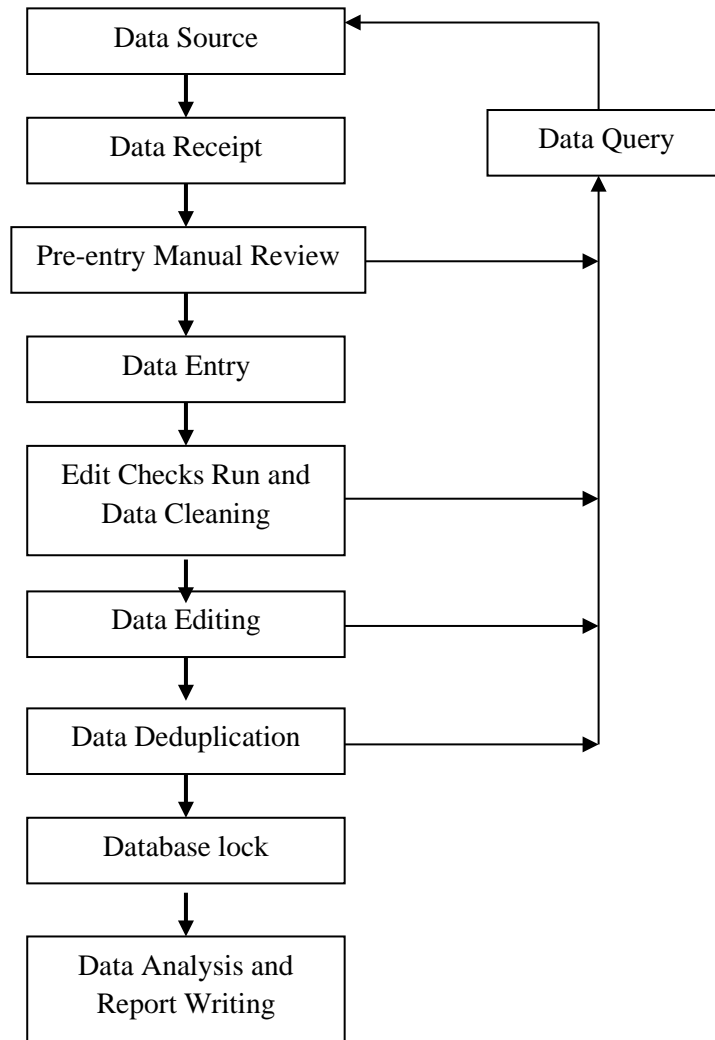 Data Source
Data Receipt
Data Query
Pre-entry Manual Review
Data Entry
Edit Checks Run and
Data Cleaning
Data Editing
Data Deduplication
Database lock
Data Analysis and
Report Writing